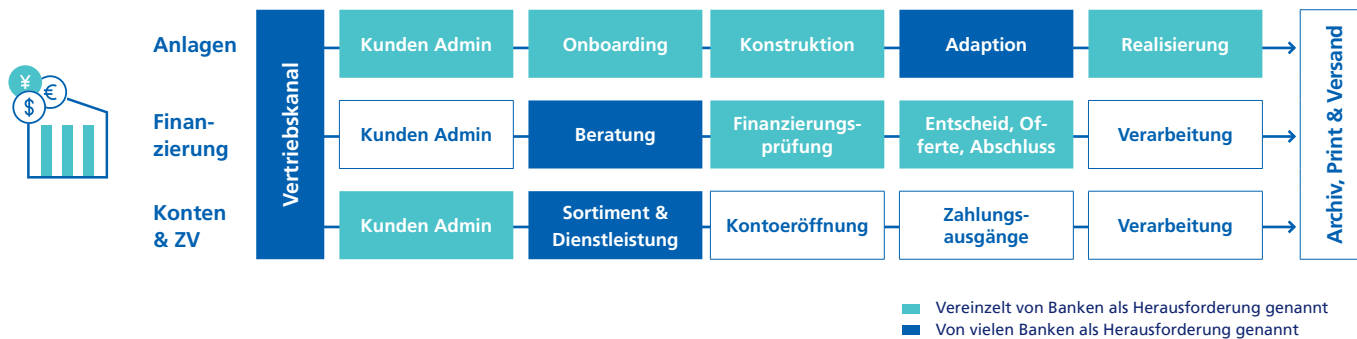 Anlagen
Kunden Admin
Onboarding
Konstruktion
Adaption
Realisierung
¥
€
$
Vertriebskanal
Finan-
zierung
Kunden Admin
Beratung
Finanzierungs-
prüfung
Entscheid, Of-
ferte, Abschluss
Verarbeitung
Archiv, Print & Versand
Konten
& ZV
Kunden Admin
Sortiment &
Dienstleistung
Kontoeröffnung
Zahlungs-
ausgänge
Verarbeitung
Vereinzelt von Banken als Herausforderung genannt
Von vielen Banken als Herausforderung genannt